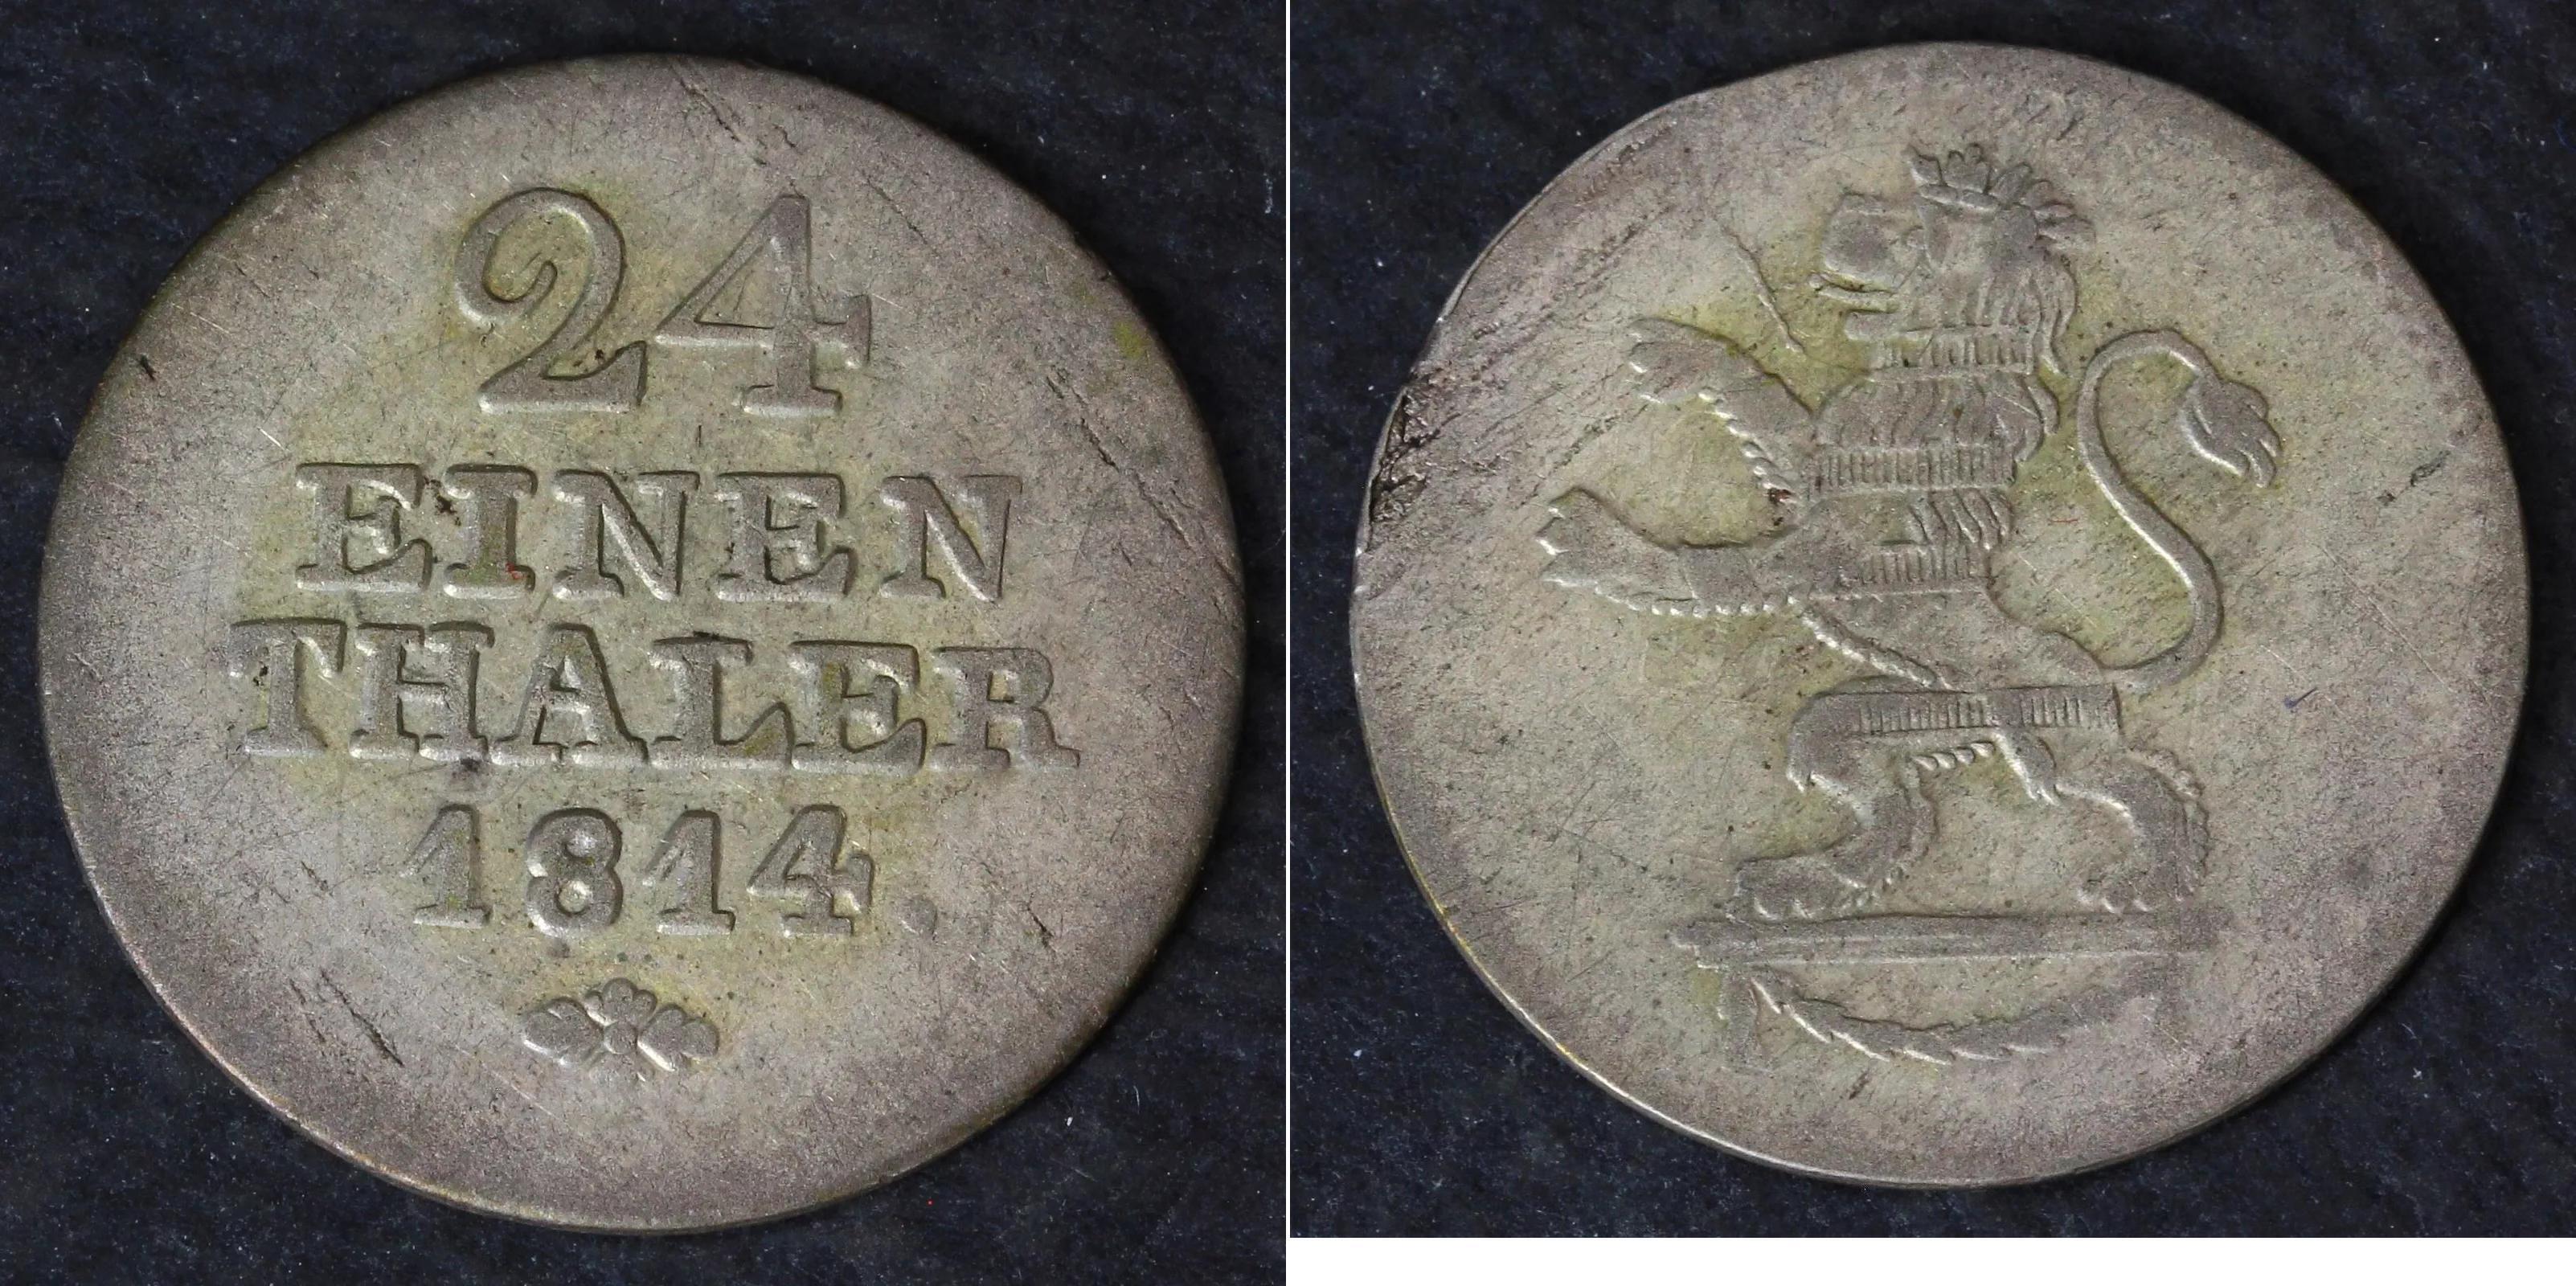 24
EINEN
THALER
1814.